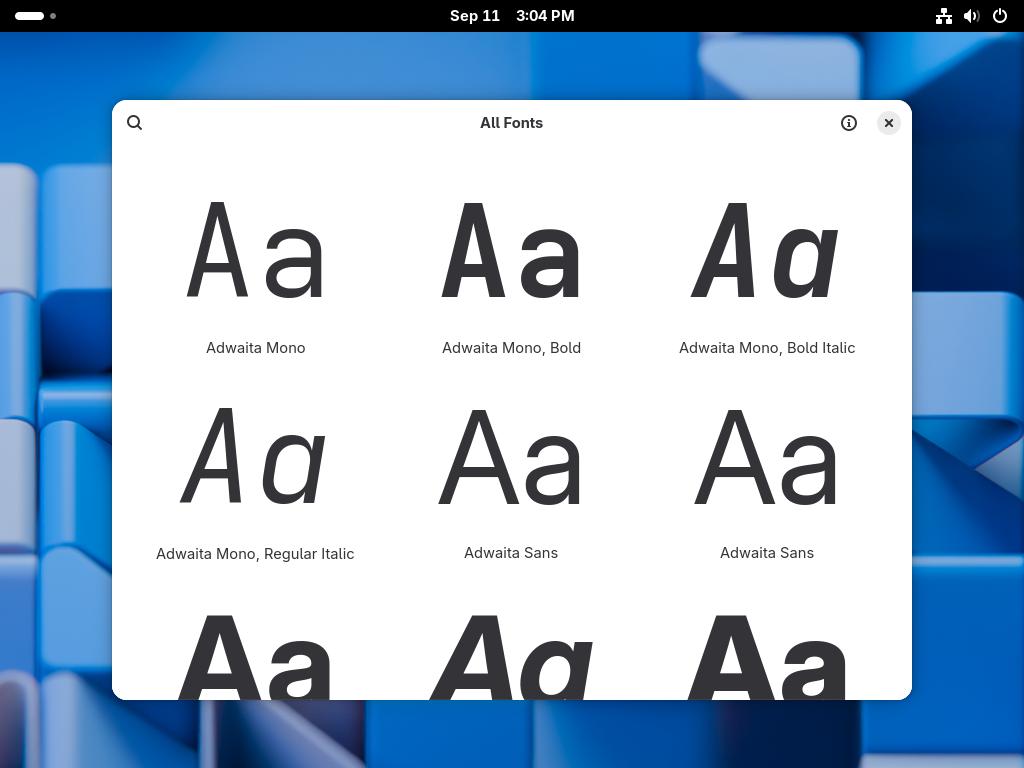 Sep 11 3:04 PM
All Fonts
Aa Aa Aa
Adwaita Mono Adwaita Mono, Bold Adwaita Mono, Bold Italic
Aa Aa Aa
Adwaita Mono, Regular Italic Adwaita Sans Adwaita Sans
Aa Aa Aa